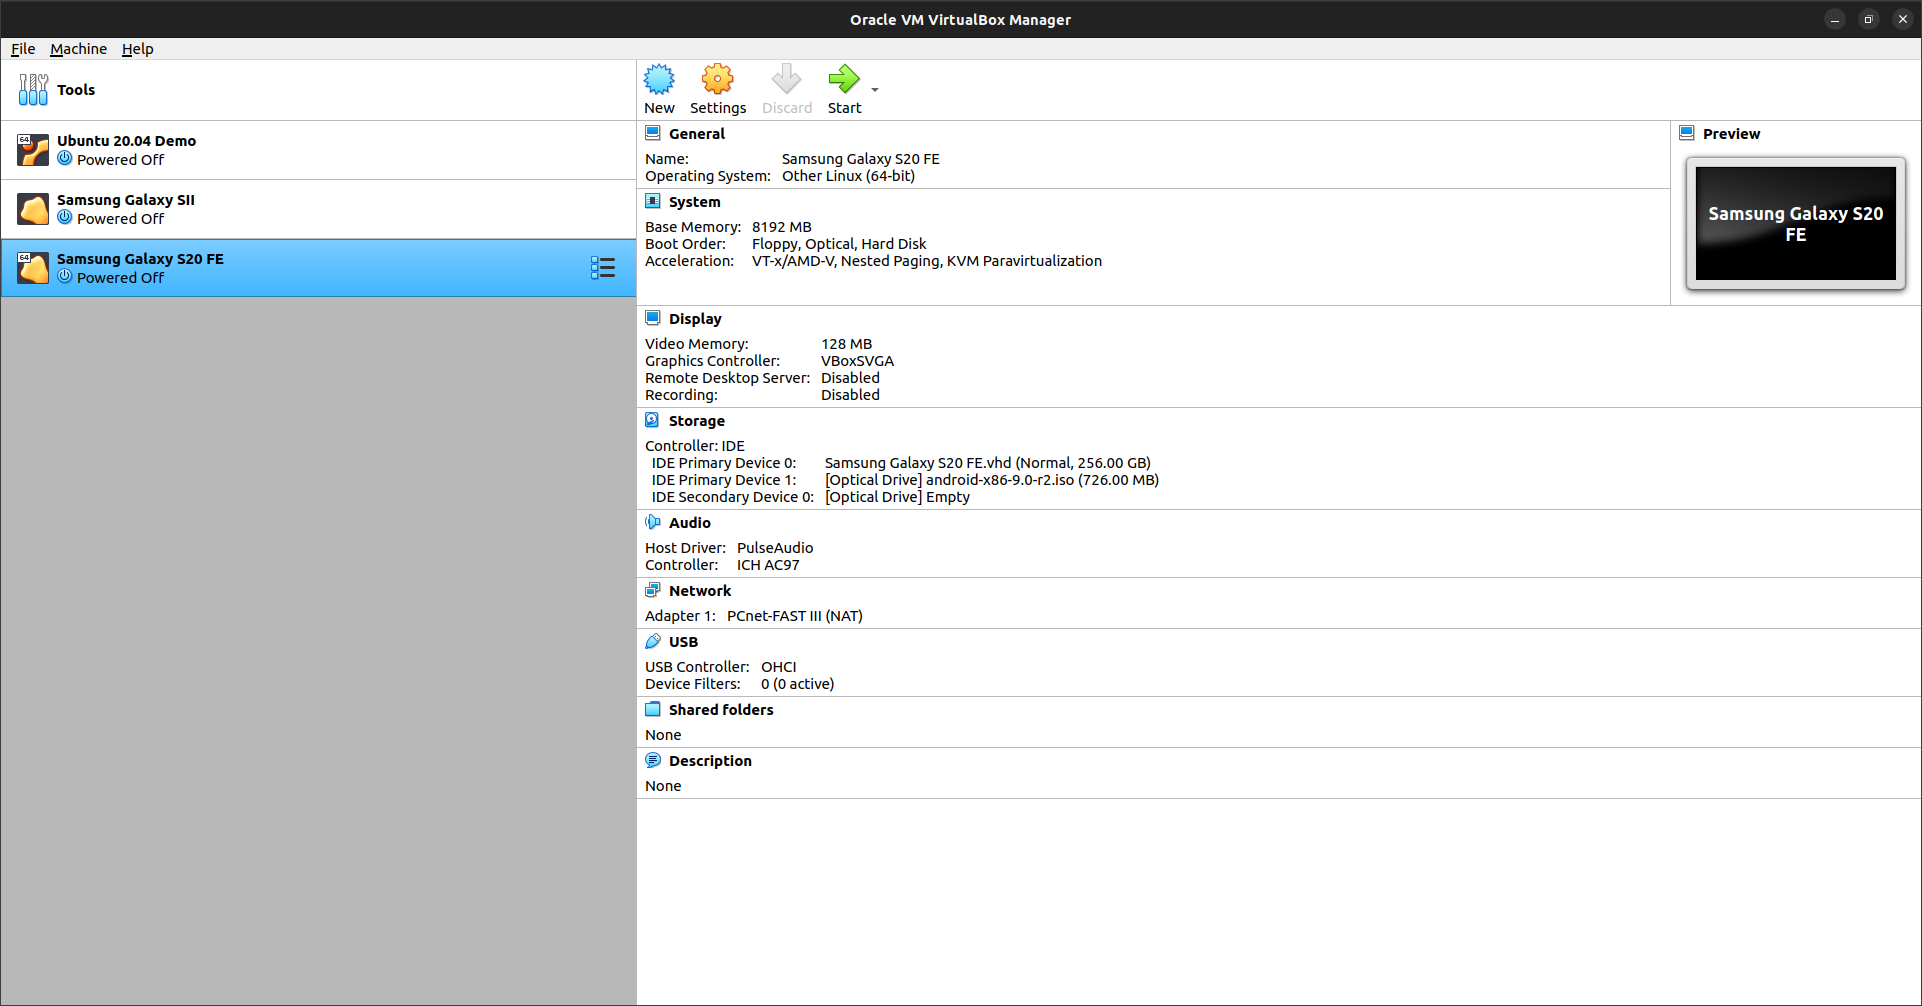 Oracle VM VirtualBox Manager
File Machine Help
Tools
64
Ubuntu 20.04 Demo
Powered Off
Samsung Galaxy SII
Powered Off
64
Samsung Galaxy S20 FE
Powered Off
New Settings Discard Start
General
Name: Samsung Galaxy S20 FE
Operating System: Other Linux (64-bit)
System
Base Memory: 8192 MB
Boot Order: Floppy, Optical, Hard Disk
Acceleration: VT-x/AMD-V, Nested Paging, KVM Paravirtualization
Preview
Samsung Galaxy S20
FE
Display
Video Memory: 128 MB
Graphics Controller: VBoxSVGA
Remote Desktop Server: Disabled
Recording: Disabled
Storage
Controller: IDE
IDE Primary Device 0: Samsung Galaxy S20 FE.vhd (Normal, 256.00 GB)
IDE Primary Device 1: [Optical Drive] android-x86-9.0-r2.iso (726.00 MB)
IDE Secondary Device 0: [Optical Drive] Empty
Audio
Host Driver: PulseAudio
Controller: ICH AC97
Network
Adapter 1: PCnet-FAST III (NAT)
USB
USB Controller: OHCI
Device Filters: 0 (0 active)
Shared folders
None
Description
None